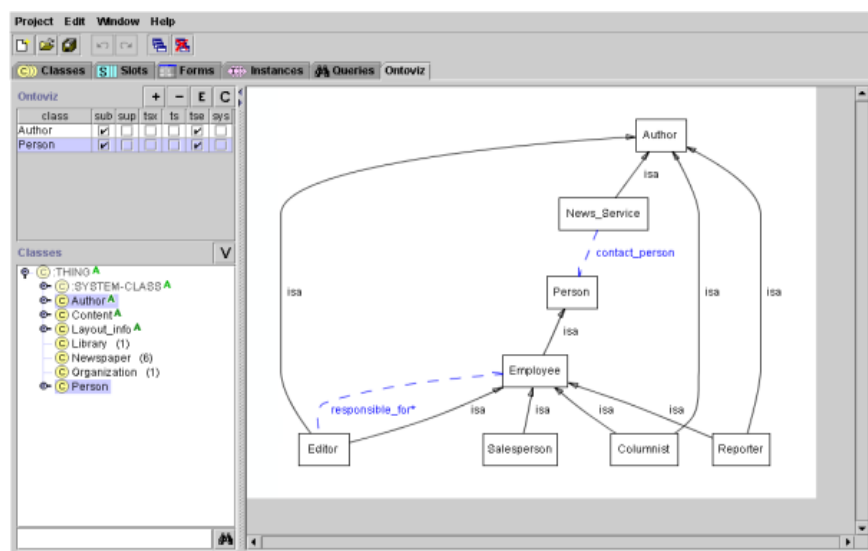 Project Edit Window Help
Classes Slots Forms Instances Queries Ontoviz
Ontoviz + - E C
class sub sup tsx ts tse sys
Author
Person
Classes V
:THING A
:SYSTEM-CLASS A
Author A
Content A
Layout_info A
Library (1)
Newspaper (6)
Organization (1)
Person
Author
isa
News_Service
contact_person
Person
isa isa isa
isa
Employee
responsible_for*
isa isa isa isa
Editor Salesperson Columnist Reporter